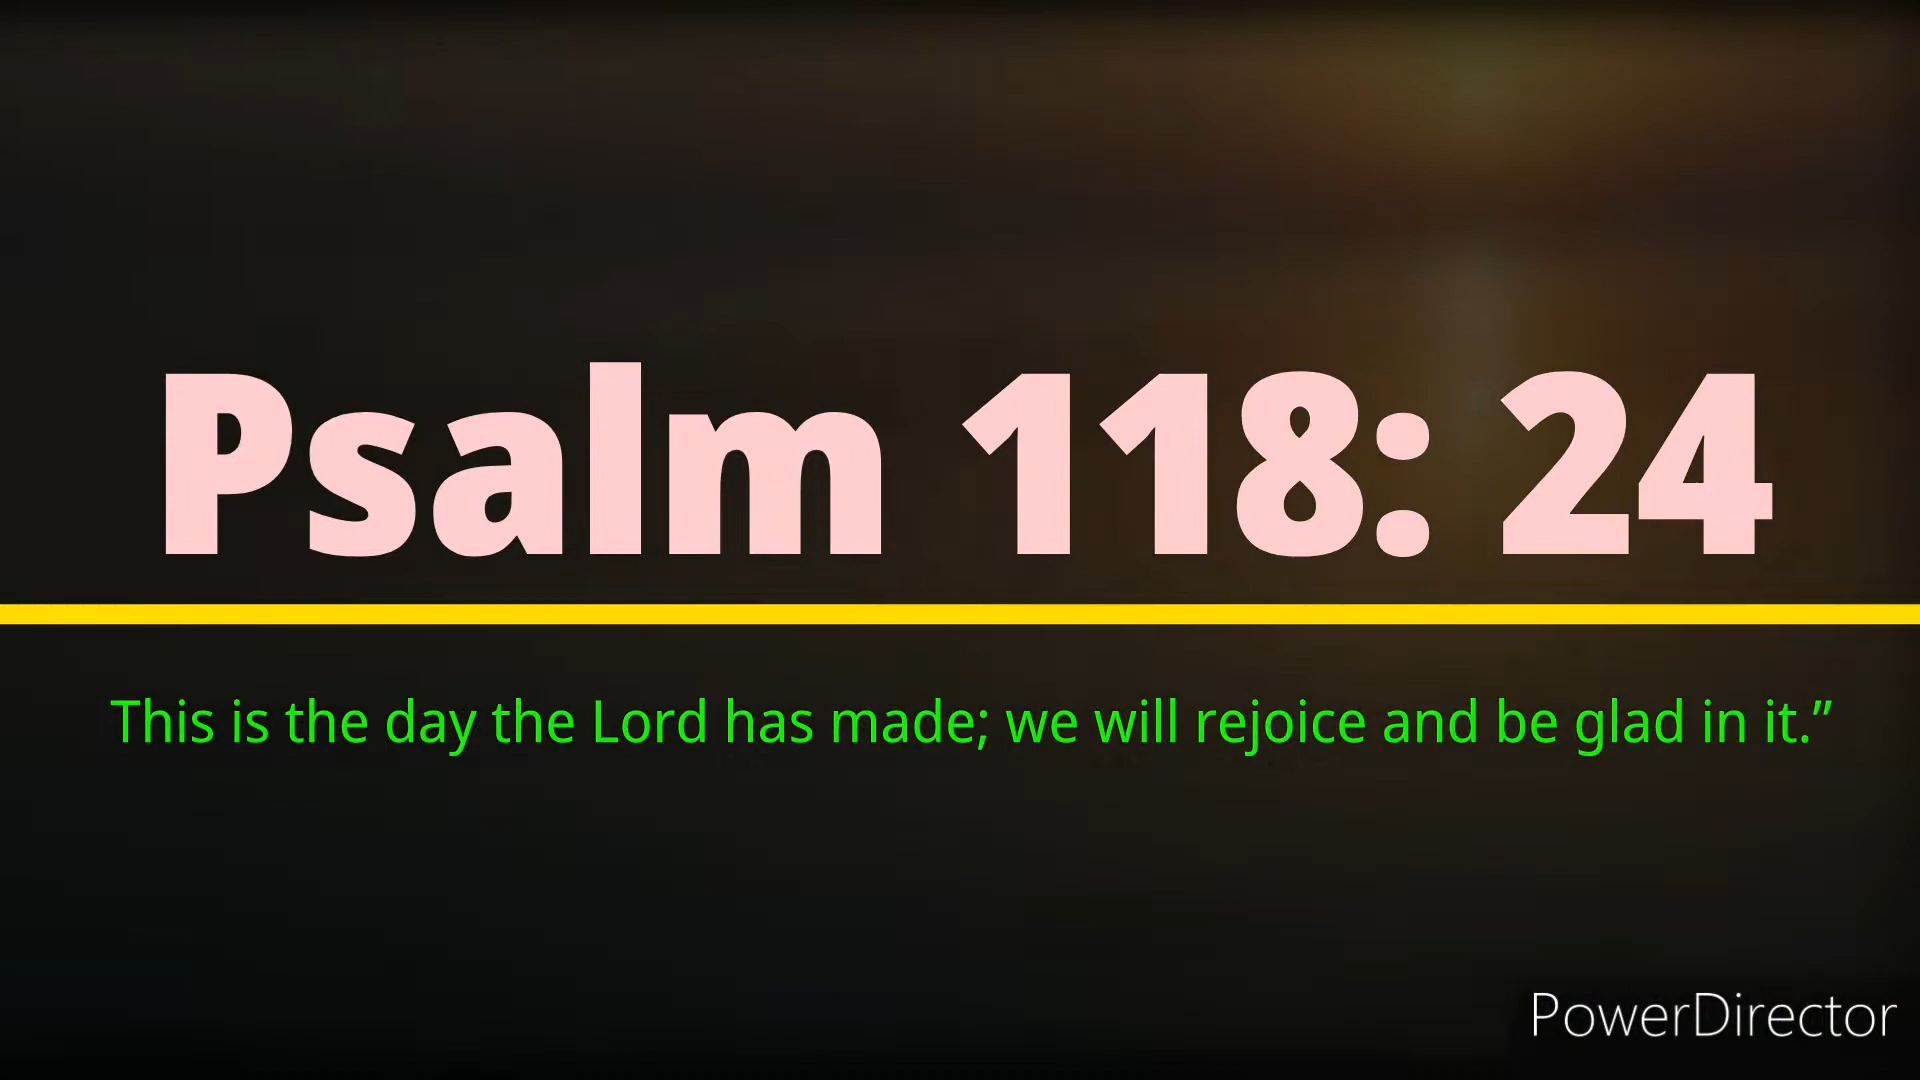 Psalm 118: 24
This is the day the Lord has made; we will rejoice and be glad in it.”
PowerDirector